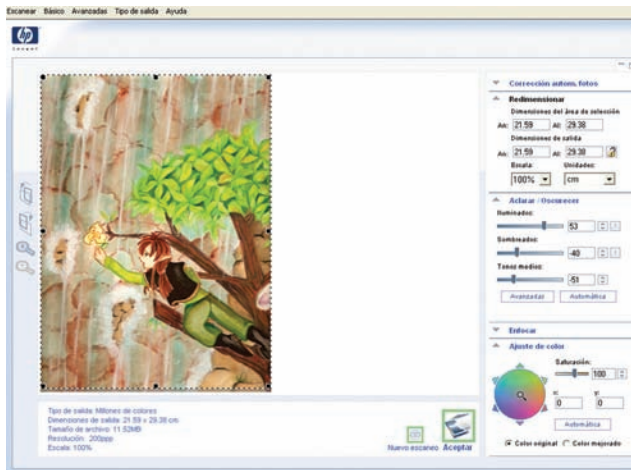 Escanear Básico Avanzadas Tipo de salida Ayuda
hp
invent
Corrección autom. fotos
Redimensionar
Dimensiones del área de selección
An: 21.59 Al: 29.38
Dimensiones de salida
An: 21.59 Al: 29.38
Escala: Unidades:
100% cm
Aclarar / Oscurecer
Iluminados:
53
Sombreados:
-40
Tonos medios:
-51
Avanzadas Automática
Enfocar
Ajuste de color
Saturación:
100
x: y:
0 0
Automática
Color original Color mejorado
Tipo de salida: Millones de colores
Dimensiones de salida: 21.59 x 29.38 cm
Tamaño de archivo: 11.52MB
Resolución: 200ppp
Escala: 100%
Nuevo escaneo Aceptar